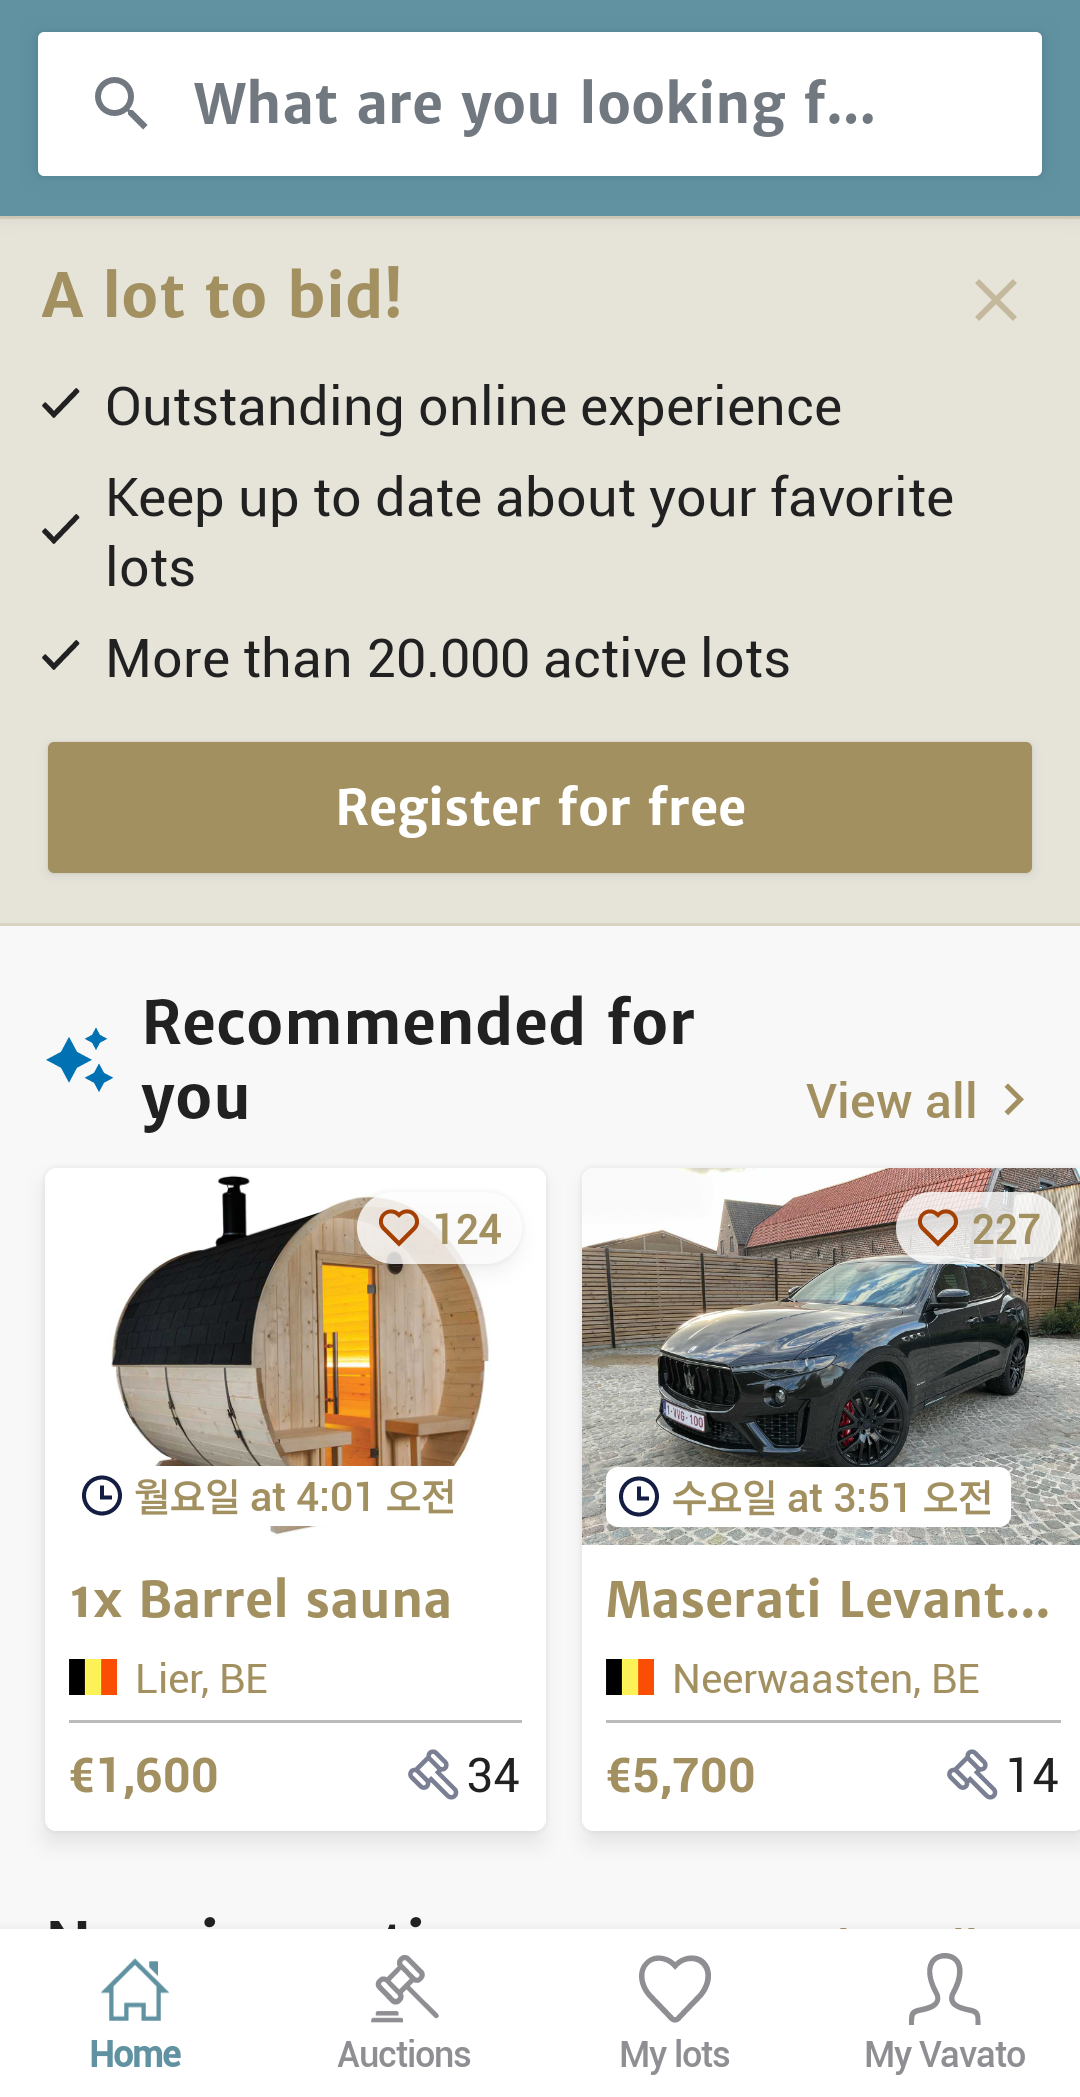 What are you looking f...
A lot to bid!
Outstanding online experience
Keep up to date about your favorite
lots
More than 20.000 active lots
Register for free
Recommended for
you
View all
124
227
1-VVG-100
월요일 at 4:01 오전
수요일 at 3:51 오전
1x Barrel sauna
Maserati Levant...
Lier, BE
Neerwaasten, BE
€1,600
34
€5,700
14
Home
Auctions
My lots
My Vavato